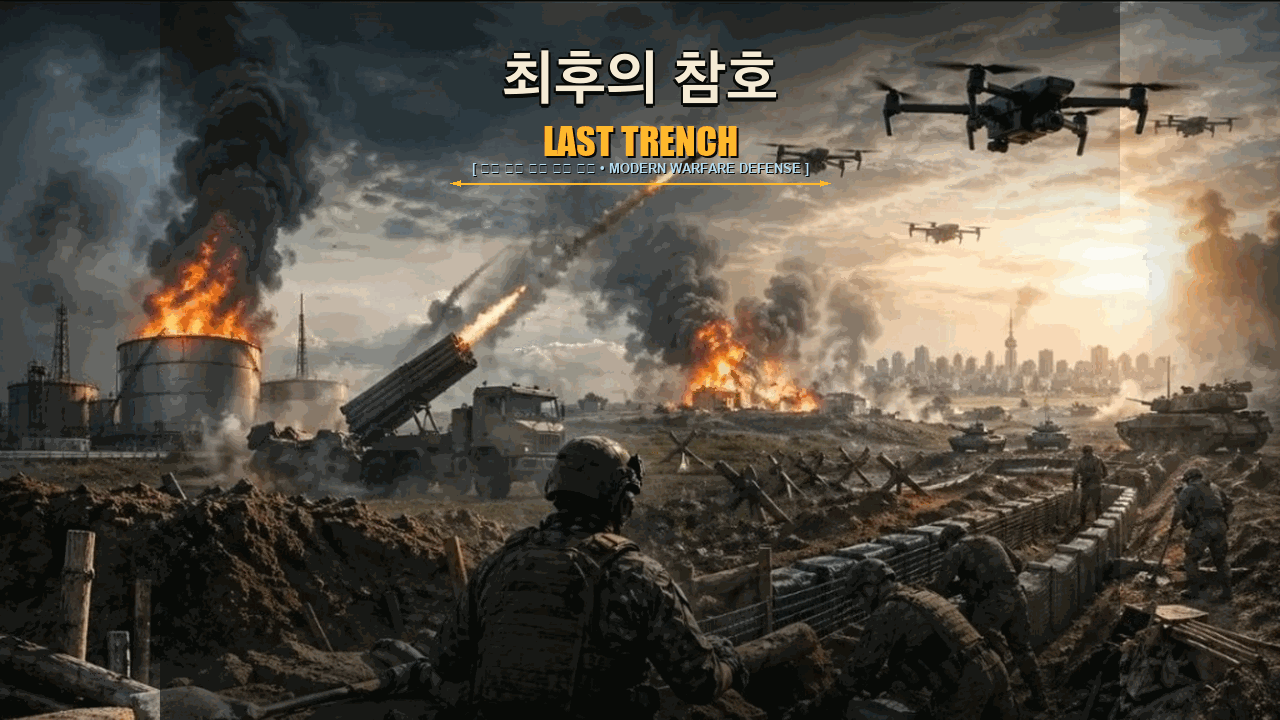 최후의 참호
LAST TRENCH
[ □□ □□ □□ □□ □□ • MODERN WARFARE DEFENSE ]